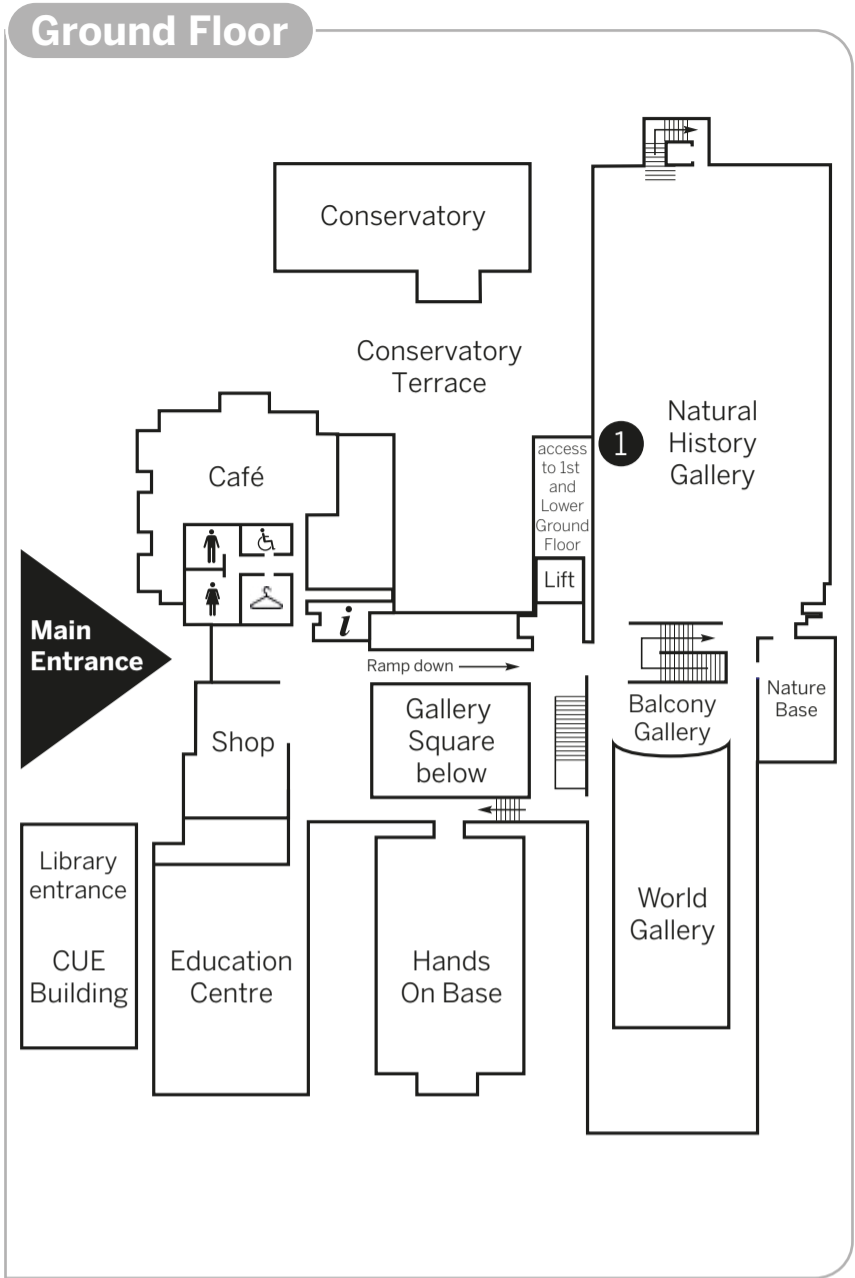 Ground Floor
Conservatory
Conservatory
Terrace
Natural
History
Gallery
1
access
to 1st
and
Lower
Ground
Floor
Lift
Café
Main
Entrance
i
Ramp down
Gallery
Square
below
Balcony
Gallery
Nature
Base
Shop
Library
entrance
CUE
Building
Education
Centre
Hands
On Base
World
Gallery